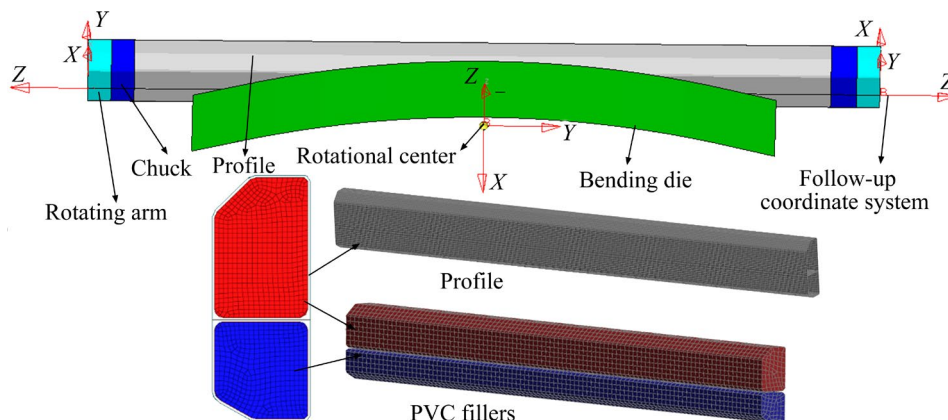 Y
X
X
Z
Y
Z
Z
Y
Chuck
Profile
Rotational center
Bending die
Follow-up
coordinate system
Rotating arm
X
Profile
PVC fillers